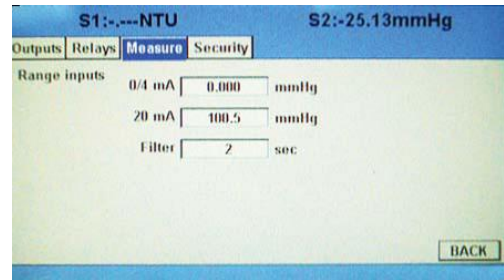 S1:-.---NTU S2:-25.13mmHg
Outputs Relays Measure Security
Range inputs
0/4 mA 0.000 mmHg
20 mA 100.5 mmHg
Filter 2 sec
BACK